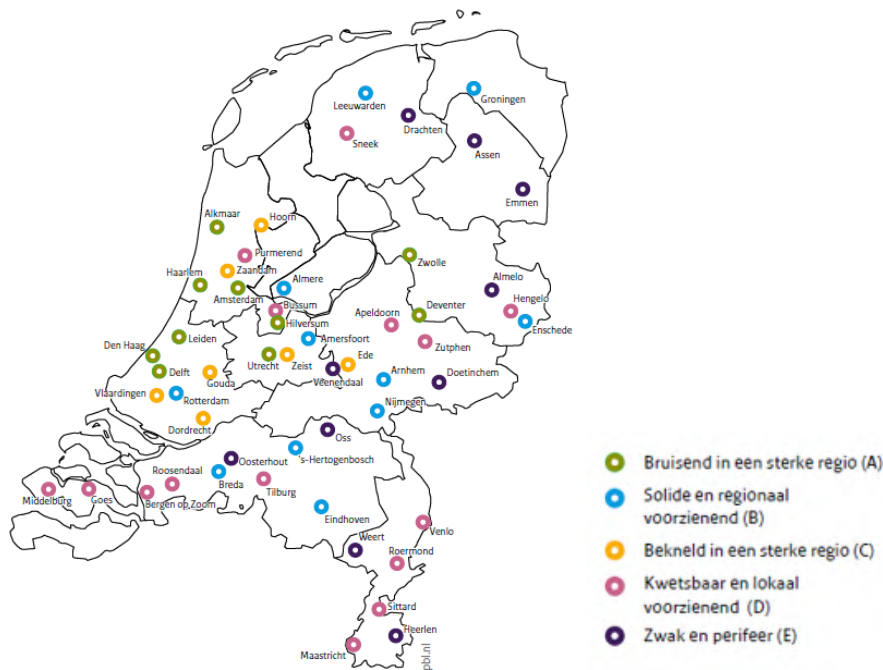 Leeuwarden
Groningen
Drachten
Sneek
Assen
Emmen
Alkmaar
Hoorn
Purmerend
Zaandam
Haarlem
Amsterdam
Almere
Zwolle
Almelo
Hengelo
Enschede
Bussum
Hilversum
Apeldoorn
Deventer
Amersfoort
Zutphen
Leiden
Den Haag
Delft
Utrecht
Zeist
Ede
Veenendaal
Arnhem
Doetinchem
Gouda
Vlaardingen
Rotterdam
Nijmegen
Dordrecht
Oss
Oosterhout
's-Hertogenbosch
Roosendaal
Breda
Tilburg
Middelburg
Goes
Bergen op Zoom
Eindhoven
Venlo
Weert
Roermond
Sittard
Heerlen
Maastricht
pbl.nl
Bruisend in een sterke regio (A)
Solide en regionaal
voorzienend (B)
Bekneld in een sterke regio (C)
Kwetsbaar en lokaal
voorzienend (D)
Zwak en perifeer (E)